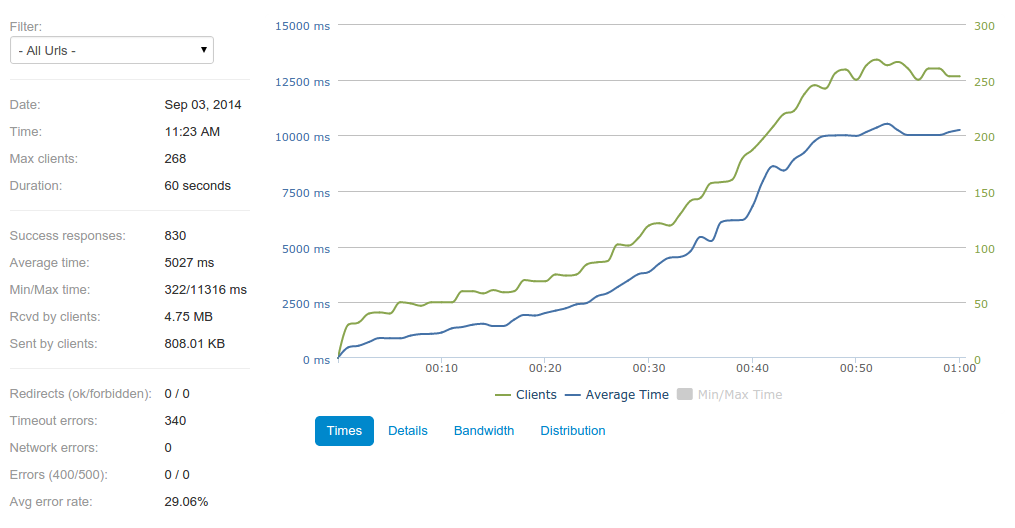 Filter:
- All Urls -
Date: Sep 03, 2014
Time: 11:23 AM
Max clients: 268
Duration: 60 seconds
Success responses: 830
Average time: 5027 ms
Min/Max time: 322/11316 ms
Rcvd by clients: 4.75 MB
Sent by clients: 808.01 KB
Redirects (ok/forbidden): 0 / 0
Timeout errors: 340
Network errors: 0
Errors (400/500): 0 / 0
Avg error rate: 29.06%
15000 ms 300
12500 ms 250
10000 ms 200
7500 ms 150
5000 ms 100
2500 ms 50
0 ms 0
00:10 00:20 00:30 00:40 00:50 01:00
Clients Average Time Min/Max Time
Times Details Bandwidth Distribution